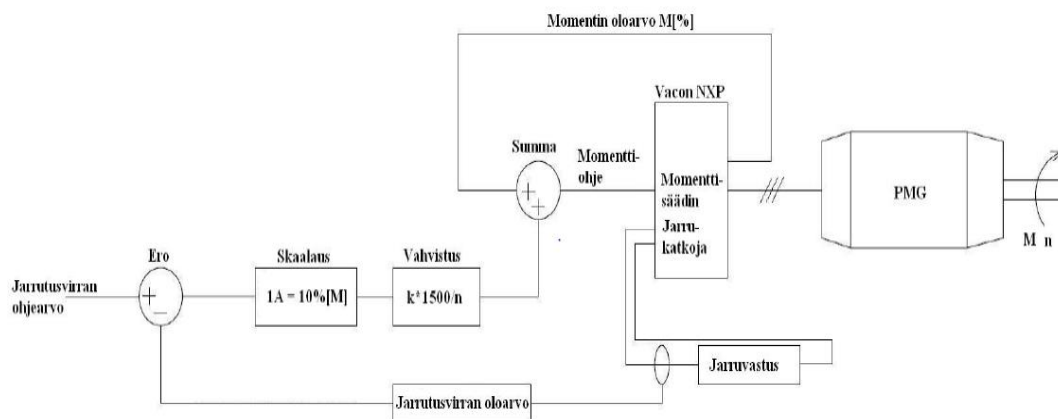 Momentin oloarvo M[%]
Vacon NXP
Summa
Momentti-
ohje
Momentti-
säädin
Jarru-
katkoja
PMG
M n
Ero
Skaalaus
Vahvistus
Jarrutusvirran
ohjearvo
1A = 10%[M]
k*1500/n
Jarruvastus
Jarrutusvirran oloarvo